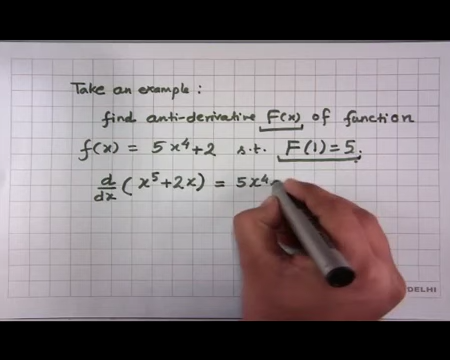 Take an example :
find anti-derivative F(x) of function
f(x) = 5x⁴+2 s.t. F(1)=5.
d/dx (x⁵+2x) = 5x⁴
DELHI